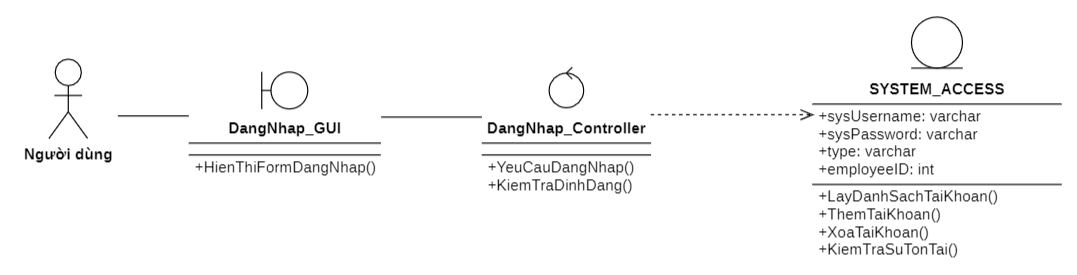 Người dùng
DangNhap_GUI
+HienThiFormDangNhap()
DangNhap_Controller
+YeuCauDangNhap()
+KiemTraDinhDang()
SYSTEM_ACCESS
+sysUsername: varchar
+sysPassword: varchar
+type: varchar
+employeeID: int
+LayDanhSachTaiKhoan()
+ThemTaiKhoan()
+XoaTaiKhoan()
+KiemTraSuTonTai()